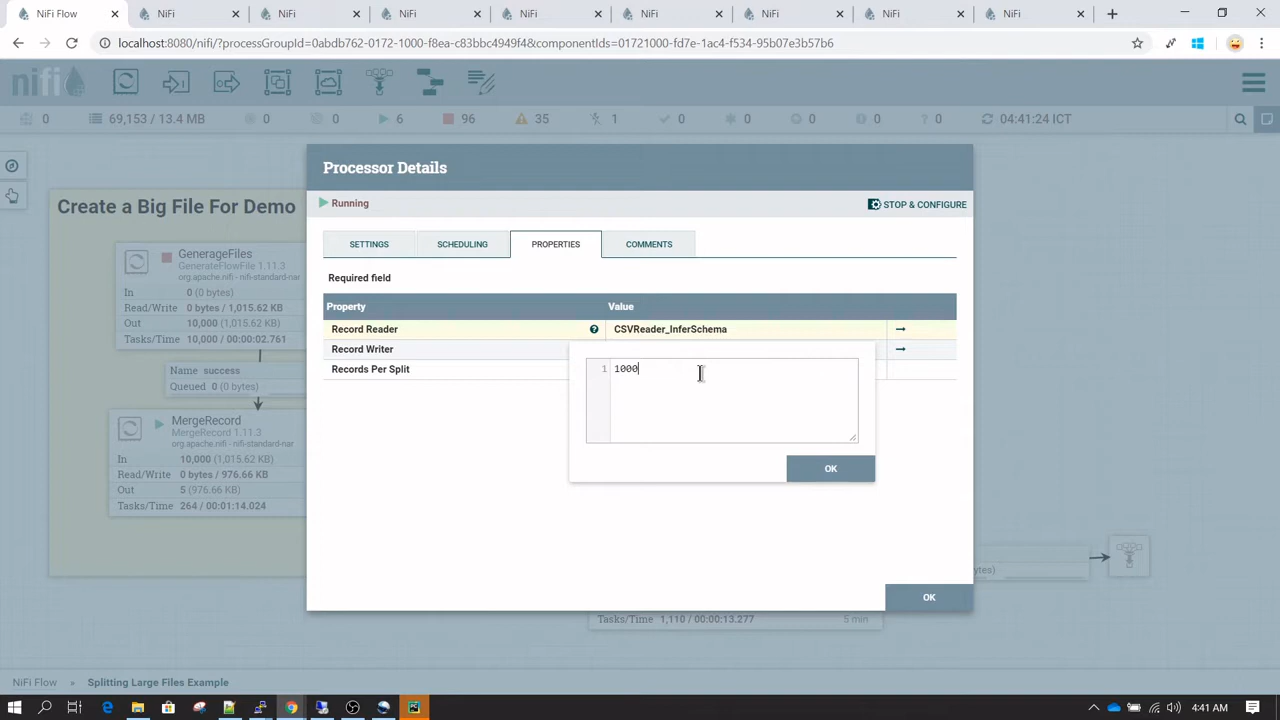 NiFi
NiFi
NiFi
NiFi
NiFi
NiFi
NiFi
NiFi
NiFi
localhost:8080/nifi/?processGroupId=0abdb762-0172-1000-f8ea-c83bbc1049f4&componentIds=01721000-fd7e-1ac4-f534-95b07e3b57b6
nifi
0
69,153 / 13.4 MB
0
0
6
96
35
1
0
0
0
0
0
04:41:24 ICT
Processor Details
Running
STOP & CONFIGURE
SETTINGS
SCHEDULING
PROPERTIES
COMMENTS
Required field
Property
Value
Record Reader
CSVReader_InferSchema
Record Writer
Records Per Split
1
1000
OK
OK
Create a Big File For Demo
GenerageFiles
GenerateFlowFile 1.11.3
org.apache.nifi - nifi-standard-nar
In
0 (0 bytes)
Read/Write
0 bytes / 1,015.62 KB
Out
10,000 (1,015.62 KB)
Tasks/Time
10,000 / 00:00:02.761
Name success
Queued 0 (0 bytes)
MergeRecord
MergeRecord 1.11.3
org.apache.nifi - nifi-standard-nar
In
10,000 (976.66 KB)
Read/Write
0 bytes / 976.66 KB
Out
5 (976.66 KB)
Tasks/Time
264 / 00:01:14.024
ytes)
Tasks/Time
1,110 / 00:00:13.277
5 min
NiFi Flow
»
Splitting Large Files Example
4:41 AM